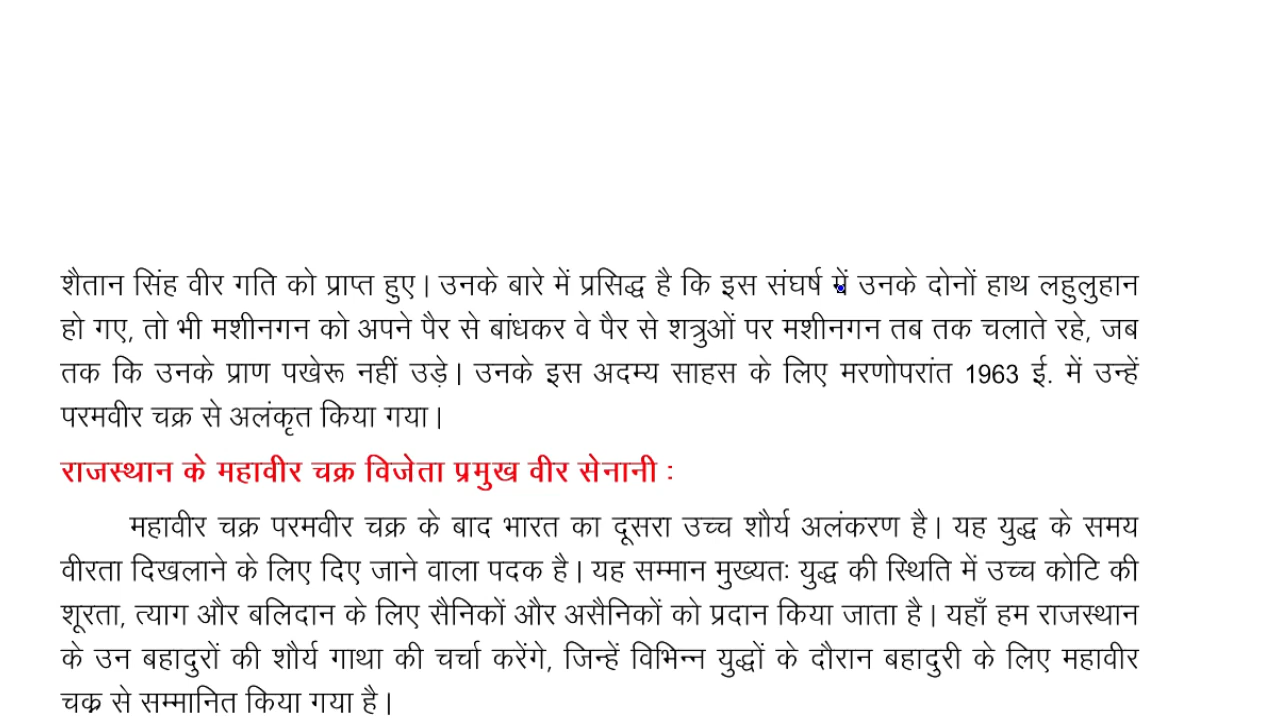 शैतान सिंह वीर गति को प्राप्त हुए। उनके बारे में प्रसिद्ध है कि इस संघर्ष में उनके दोनों हाथ लहुलुहान
हो गए, तो भी मशीनगन को अपने पैर से बांधकर वे पैर से शत्रुओं पर मशीनगन तब तक चलाते रहे, जब
तक कि उनके प्राण पखेरू नहीं उड़े। उनके इस अदम्य साहस के लिए मरणोपरांत 1963 ई. में उन्हें
परमवीर चक्र से अलंकृत किया गया।
राजस्थान के महावीर चक्र विजेता प्रमुख वीर सेनानी :
महावीर चक्र परमवीर चक्र के बाद भारत का दूसरा उच्च शौर्य अलंकरण है। यह युद्ध के समय
वीरता दिखलाने के लिए दिए जाने वाला पदक है। यह सम्मान मुख्यतः युद्ध की स्थिति में उच्च कोटि की
शूरता, त्याग और बलिदान के लिए सैनिकों और असैनिकों को प्रदान किया जाता है। यहाँ हम राजस्थान
के उन बहादुरों की शौर्य गाथा की चर्चा करेंगे, जिन्हें विभिन्न युद्धों के दौरान बहादुरी के लिए महावीर
चक्र से सम्मानित किया गया है।